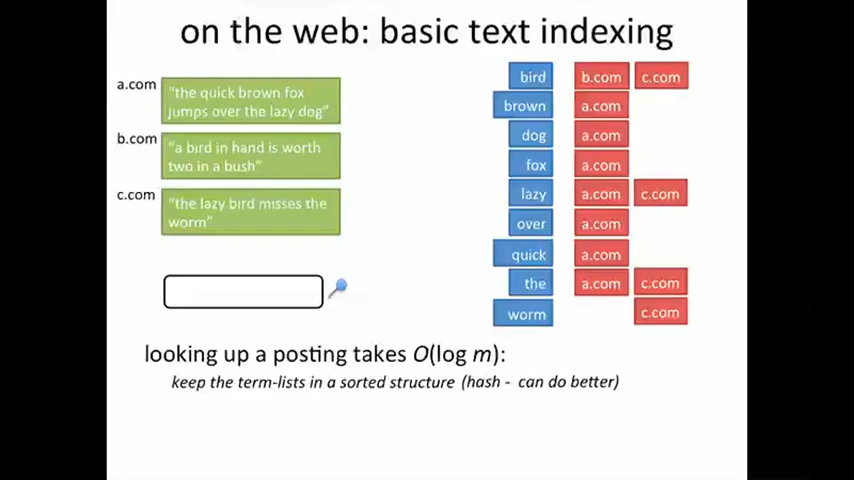 on the web: basic text indexing
a.com
"the quick brown fox
jumps over the lazy dog"
b.com
"a bird in hand is worth
two in a bush"
c.com
"the lazy bird misses the
worm"
bird b.com c.com
brown a.com
dog a.com
fox a.com
lazy a.com c.com
over a.com
quick a.com
the a.com c.com
worm c.com
looking up a posting takes O(log m):
keep the term-lists in a sorted structure (hash - can do better)